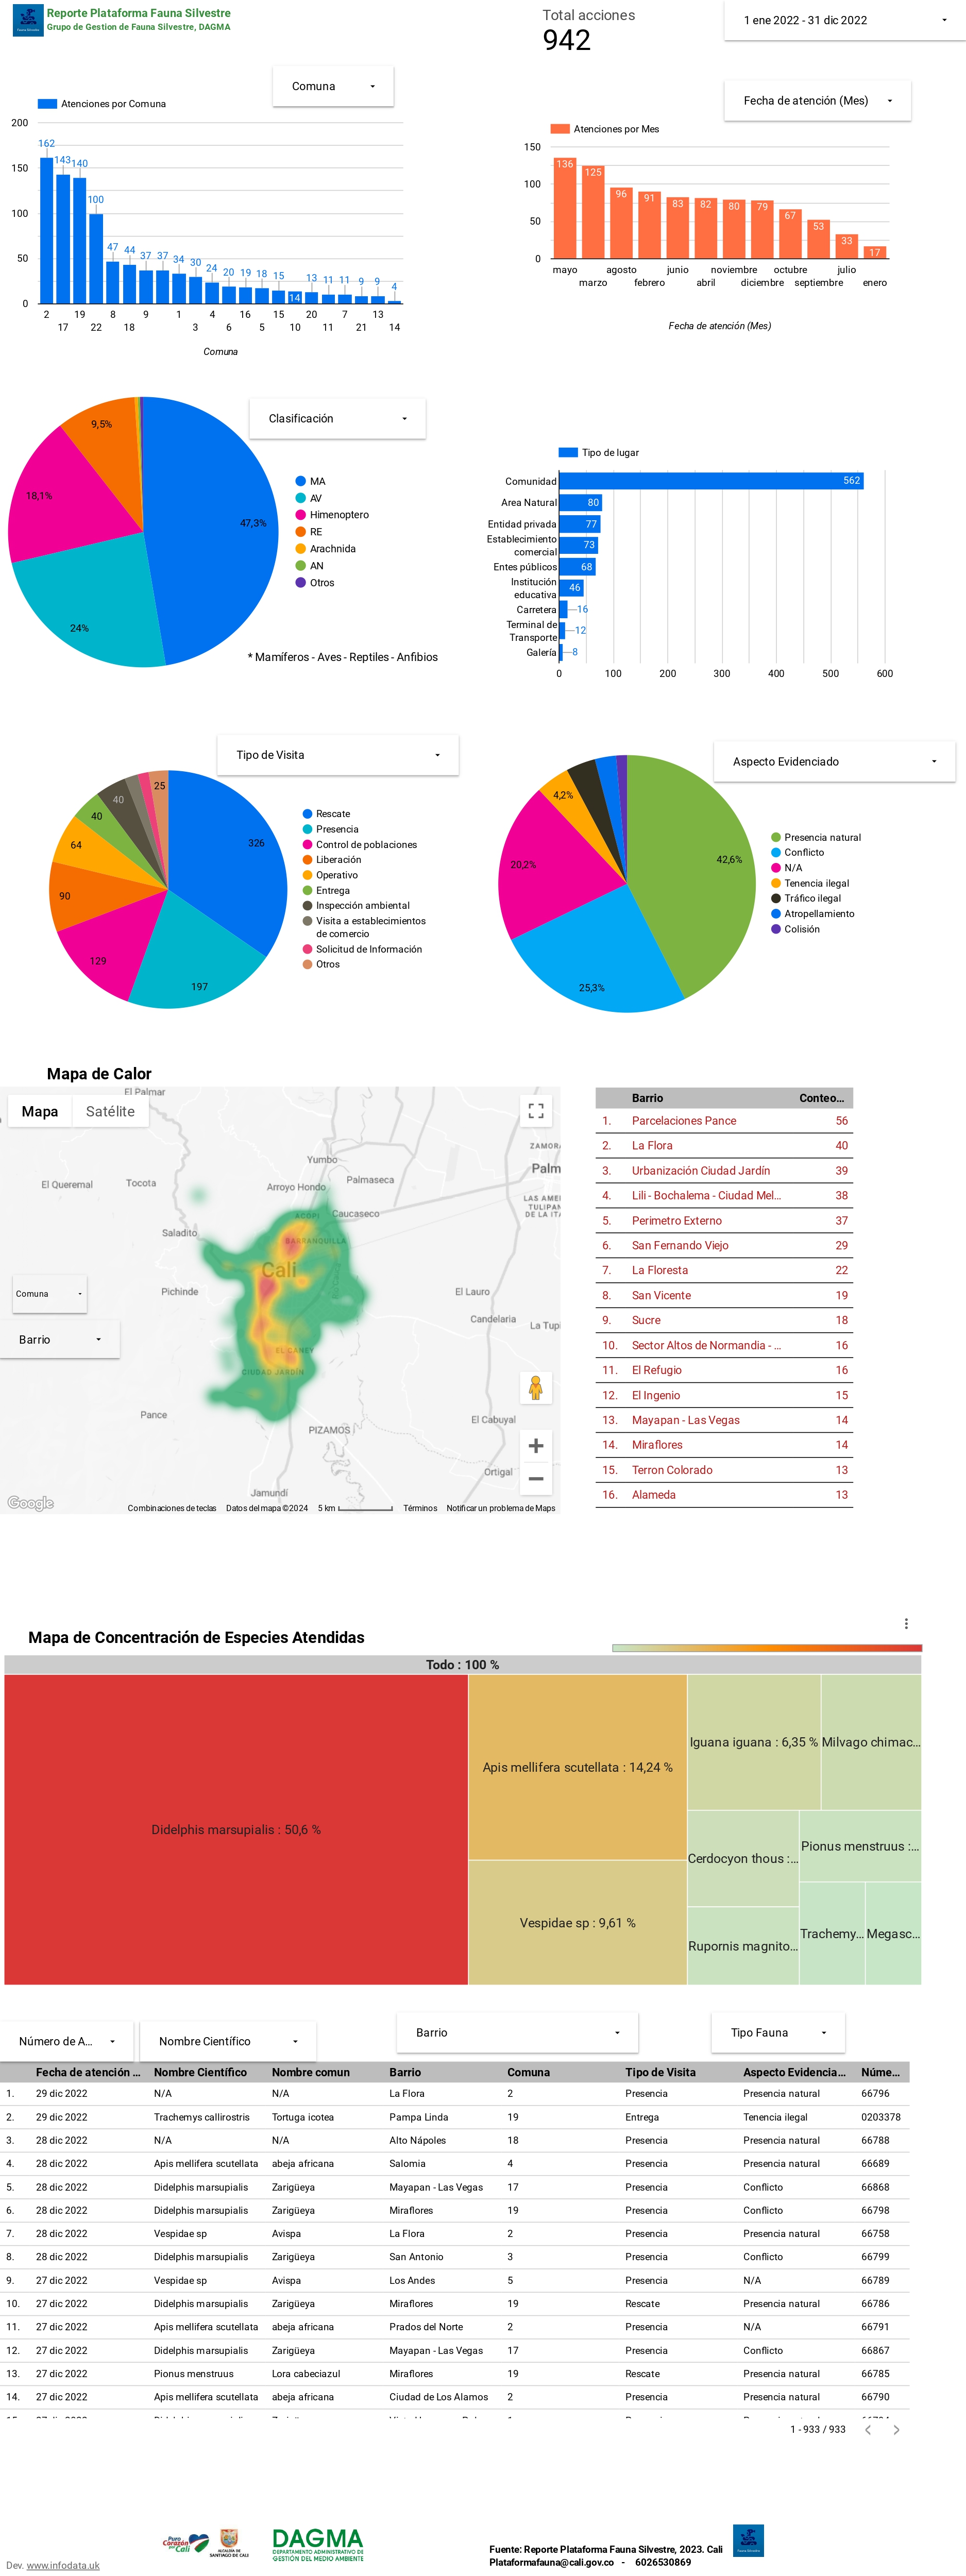 Reporte Plataforma Fauna Silvestre
Grupo de Gestion de Fauna Silvestre, DAGMA
Total acciones
942
1 ene 2022 - 31 dic 2022
Comuna
Atenciones por Comuna
200
150
100
50
0
162 143 140 100 47 44 37 37 34 30 24 20 19 18 15 14 13 11 11 9 9 4
2 19 8 9 1 4 16 15 20 7 13
17 22 18 3 6 5 10 11 21 14
Comuna
Fecha de atención (Mes)
Atenciones por Mes
150
100
50
0
136 125 96 91 83 82 80 79 67 53 33 17
mayo agosto junio noviembre octubre julio
marzo febrero abril diciembre septiembre enero
Fecha de atención (Mes)
Clasificación
9,5%
18,1%
47,3%
24%
MA
AV
Himenoptero
RE
Arachnida
AN
Otros
* Mamíferos - Aves - Reptiles - Anfibios
Tipo de lugar
Comunidad 562
Area Natural 80
Entidad privada 77
Establecimiento
comercial 73
Entes públicos 68
Institución
educativa 46
Carretera 16
Terminal de
Transporte 12
Galería 8
0 100 200 300 400 500 600
Tipo de Visita
25
40
40
64
90
129
197
326
Rescate
Presencia
Control de poblaciones
Liberación
Operativo
Entrega
Inspección ambiental
Visita a establecimientos
de comercio
Solicitud de Información
Otros
Aspecto Evidenciado
4,2%
20,2%
42,6%
25,3%
Presencia natural
Conflicto
N/A
Tenencia ilegal
Tráfico ilegal
Atropellamiento
Colisión
Mapa de Calor
Mapa Satélite
El Palmar
Yumbo
El Queremal
Tocota
Arroyo Hondo
Palmaseca
ACOPI
Caucaseco
Saladito
BARRANQUILLA
Cali
Pichinde
El Lauro
Candelaria
EL CANEY
CIUDAD JARDÍN
Pance
PIZAMOS
El Cabuyal
Ortigal
Jamundí
Comuna
Barrio
Google
Combinaciones de teclas Datos del mapa ©2024 5 km Términos Notificar un problema de Maps
Barrio Conteo...
1. Parcelaciones Pance 56
2. La Flora 40
3. Urbanización Ciudad Jardín 39
4. Lili - Bochalema - Ciudad Mel... 38
5. Perimetro Externo 37
6. San Fernando Viejo 29
7. La Floresta 22
8. San Vicente 19
9. Sucre 18
10. Sector Altos de Normandia - ... 16
11. El Refugio 16
12. El Ingenio 15
13. Mayapan - Las Vegas 14
14. Miraflores 14
15. Terron Colorado 13
16. Alameda 13
Mapa de Concentración de Especies Atendidas
Todo : 100 %
Didelphis marsupialis : 50,6 %
Apis mellifera scutellata : 14,24 %
Vespidae sp : 9,61 %
Iguana iguana : 6,35 %
Milvago chimac...
Cerdocyon thous :...
Pionus menstruus :...
Rupornis magnito...
Trachemy...
Megasc...
Número de A...
Nombre Científico
Barrio
Tipo Fauna
Fecha de atención ... Nombre Científico Nombre comun Barrio Comuna Tipo de Visita Aspecto Evidencia... Núme...
1. 29 dic 2022 N/A N/A La Flora 2 Presencia Presencia natural 66796
2. 29 dic 2022 Trachemys callirostris Tortuga icotea Pampa Linda 19 Entrega Tenencia ilegal 0203378
3. 28 dic 2022 N/A N/A Alto Nápoles 18 Presencia Presencia natural 66788
4. 28 dic 2022 Apis mellifera scutellata abeja africana Salomia 4 Presencia Presencia natural 66689
5. 28 dic 2022 Didelphis marsupialis Zarigüeya Mayapan - Las Vegas 17 Presencia Conflicto 66868
6. 28 dic 2022 Didelphis marsupialis Zarigüeya Miraflores 19 Presencia Conflicto 66798
7. 28 dic 2022 Vespidae sp Avispa La Flora 2 Presencia Presencia natural 66758
8. 28 dic 2022 Didelphis marsupialis Zarigüeya San Antonio 3 Presencia Conflicto 66799
9. 27 dic 2022 Vespidae sp Avispa Los Andes 5 Presencia N/A 66789
10. 27 dic 2022 Didelphis marsupialis Zarigüeya Miraflores 19 Rescate Presencia natural 66786
11. 27 dic 2022 Apis mellifera scutellata abeja africana Prados del Norte 2 Presencia N/A 66791
12. 27 dic 2022 Didelphis marsupialis Zarigüeya Mayapan - Las Vegas 17 Presencia Conflicto 66867
13. 27 dic 2022 Pionus menstruus Lora cabeciazul Miraflores 19 Rescate Presencia natural 66785
14. 27 dic 2022 Apis mellifera scutellata abeja africana Ciudad de Los Alamos 2 Presencia Presencia natural 66790
1 - 933 / 933
Puro
Corazón
por Cali
ALCALDÍA DE
SANTIAGO DE CALI
DAGMA
DEPARTAMENTO ADMINISTRATIVO DE
GESTIÓN DEL MEDIO AMBIENTE
Fuente: Reporte Plataforma Fauna Silvestre, 2023. Cali
Plataformafauna@cali.gov.co - 6026530869
Dev. www.infodata.uk